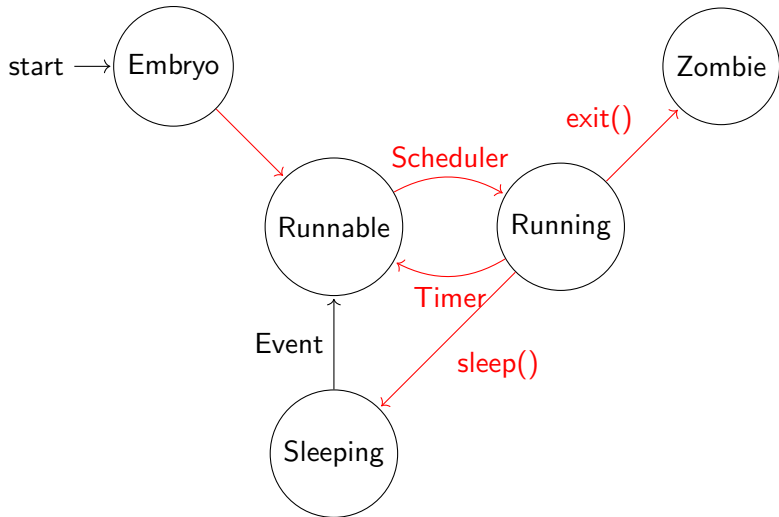 start
Embryo
Zombie
exit()
Scheduler
Runnable
Running
Timer
Event
sleep()
Sleeping